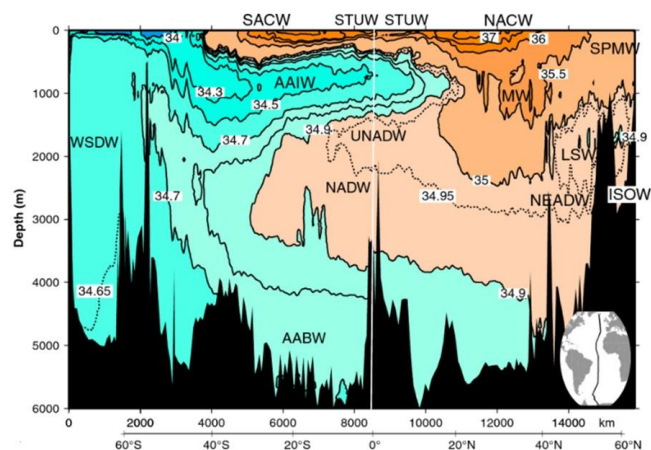 SACW STUW STUW NACW
0 34 37 36 SPMW
35.5
34.3 AAIW MW
1000 34.5
34.7 34.9 34.9
WSDW UNADW LSW
2000
34.7 NADW 34.95 35 NEADW ISOW
Depth (m)
3000
4000
34.65 34.9
5000 AABW
6000
0 2000 4000 6000 8000 10000 12000 14000 km
60°S 40°S 20°S 0° 20°N 40°N 60°N